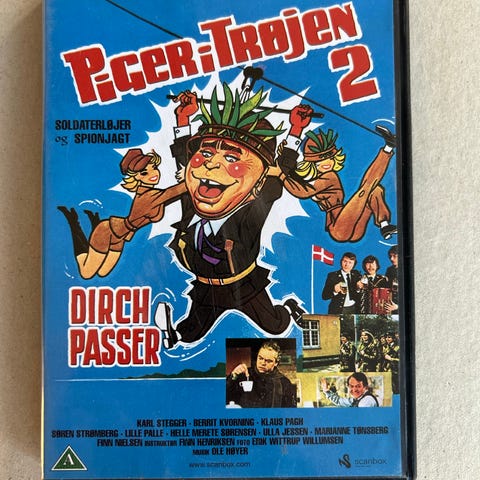 PIGER I TRØJEN
2
SOLDATERLØJER
og SPIONJAGT
DIRCH
PASSER
KARL STEGGER - BERRIT KVORNING - KLAUS PAGH
SØREN STRØMBERG - LILLE PALLE - HELLE MERETE SØRENSEN - ULLA JESSEN - MARIANNE TØNSBERG
FINN NIELSEN INSTRUKTØR FINN HENRIKSEN FOTO ERIK WITTRUP WILLUMSEN
MUSIK OLE HØYER
A
www.scanbox.com
scanbox